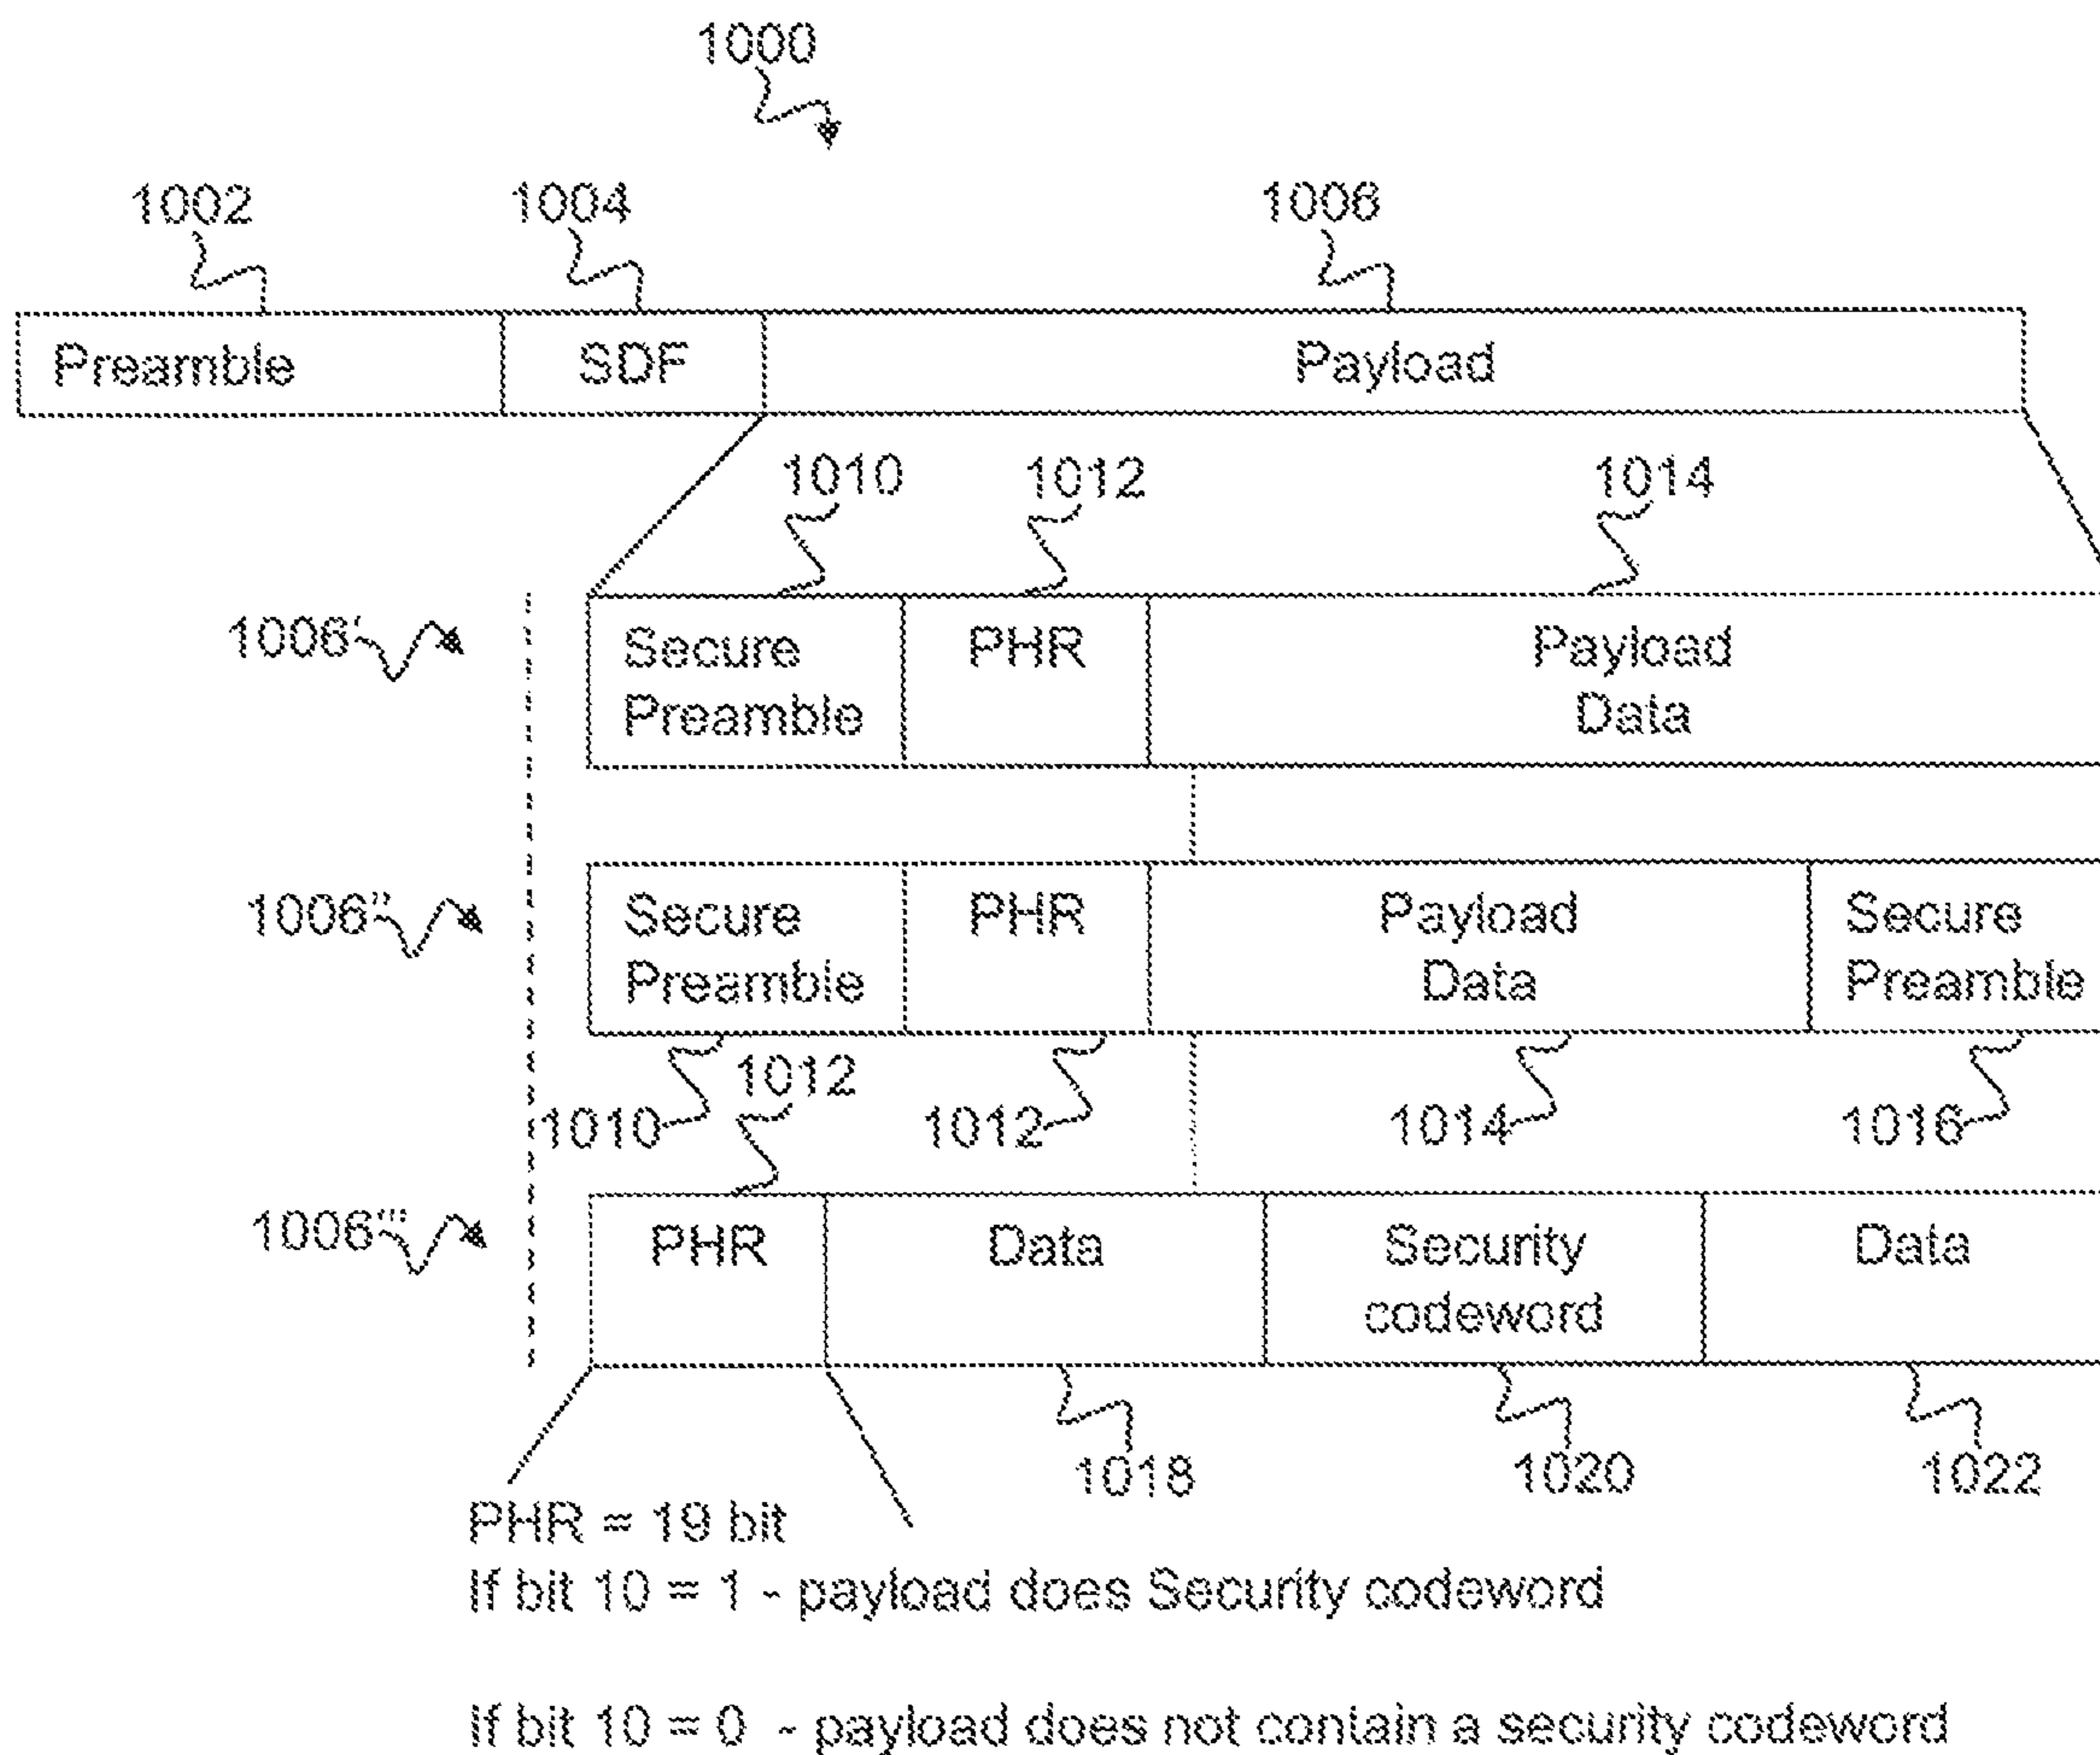 1000
1002 1004 1006
Preamble SDF Payload
1010 1012 1014
1006'
Secure Preamble PHR Payload Data
1006''
Secure Preamble PHR Payload Data Secure Preamble
1010 1012 1012 1014 1016
1006'''
PHR Data Security codeword Data
1018 1020 1022
PHR = 19 bit
If bit 10 = 1 - payload does Security codeword
If bit 10 = 0 - payload does not contain a security codeword